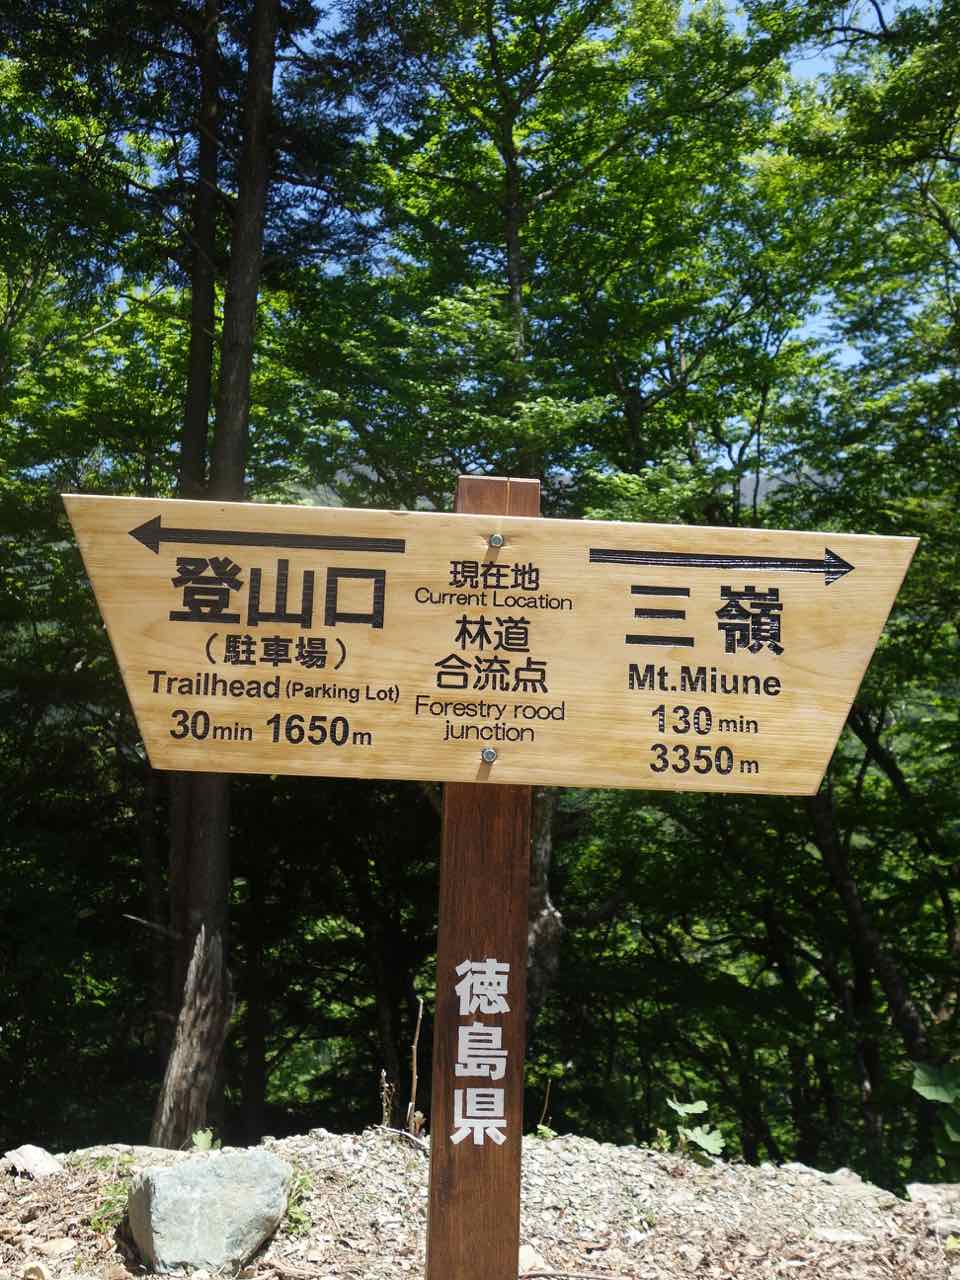 登山口
（駐車場）
Trailhead (Parking Lot)
30min 1650m
現在地
Current Location
林道
合流点
Forestry rood
junction
三嶺
Mt.Miune
130min
3350m
徳島県